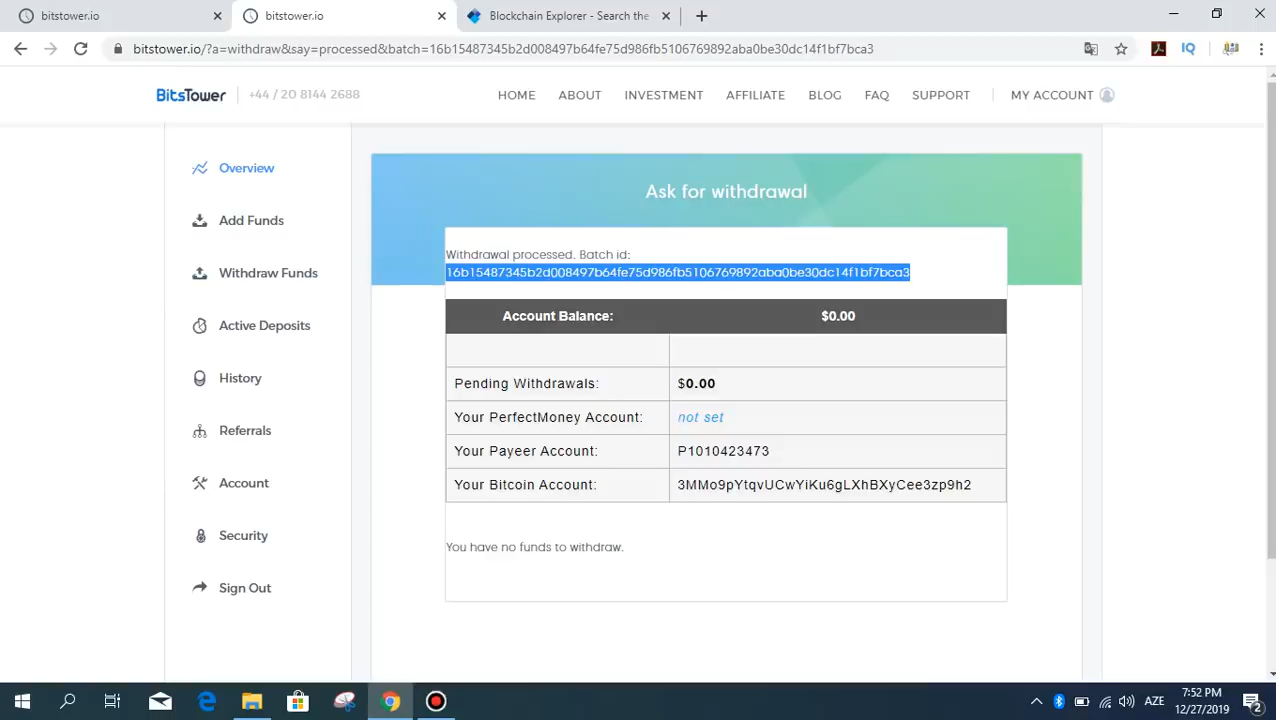 bitstower.io
bitstower.io
Blockchain Explorer - Search the
bitstower.io/?a=withdraw&say=processed&batch=16b15487345b2d008497b64fe75d986fb5106769892aba0be30dc14f1bf7bca3
IQ
BitsTower
+44 / 20 8144 2688
HOME
ABOUT
INVESTMENT
AFFILIATE
BLOG
FAQ
SUPPORT
MY ACCOUNT
Overview
Add Funds
Withdraw Funds
Active Deposits
History
Referrals
Account
Security
Sign Out
Ask for withdrawal
Withdrawal processed. Batch id:
16b15487345b2d008497b64fe75d986fb5106769892aba0be30dc14f1bf7bca3
Account Balance: $0.00
Pending Withdrawals: $0.00
Your PerfectMoney Account: not set
Your Payeer Account: P1010423473
Your Bitcoin Account: 3MMo9pYtqvUCwYiKu6gLXhBXyCee3zp9h2
You have no funds to withdraw.
AZE
7:52 PM
12/27/2019
2